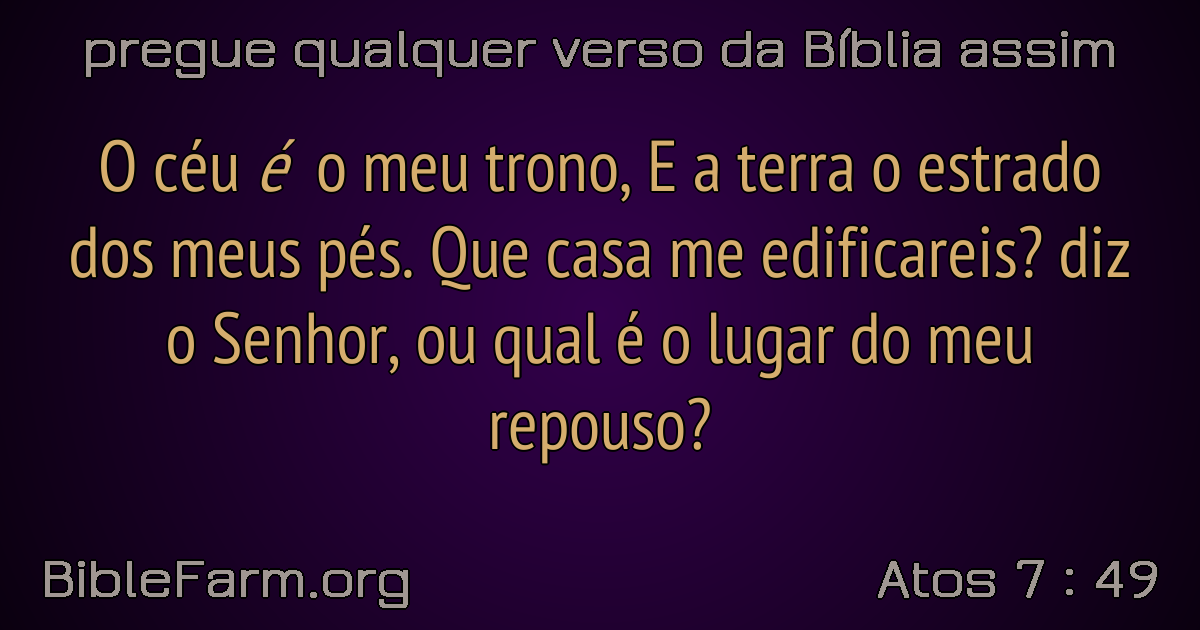 pregue qualquer verso da Bíblia assim
O céu é o meu trono, E a terra o estrado
dos meus pés. Que casa me edificareis? diz
o Senhor, ou qual é o lugar do meu
repouso?
BibleFarm.org
Atos 7 : 49